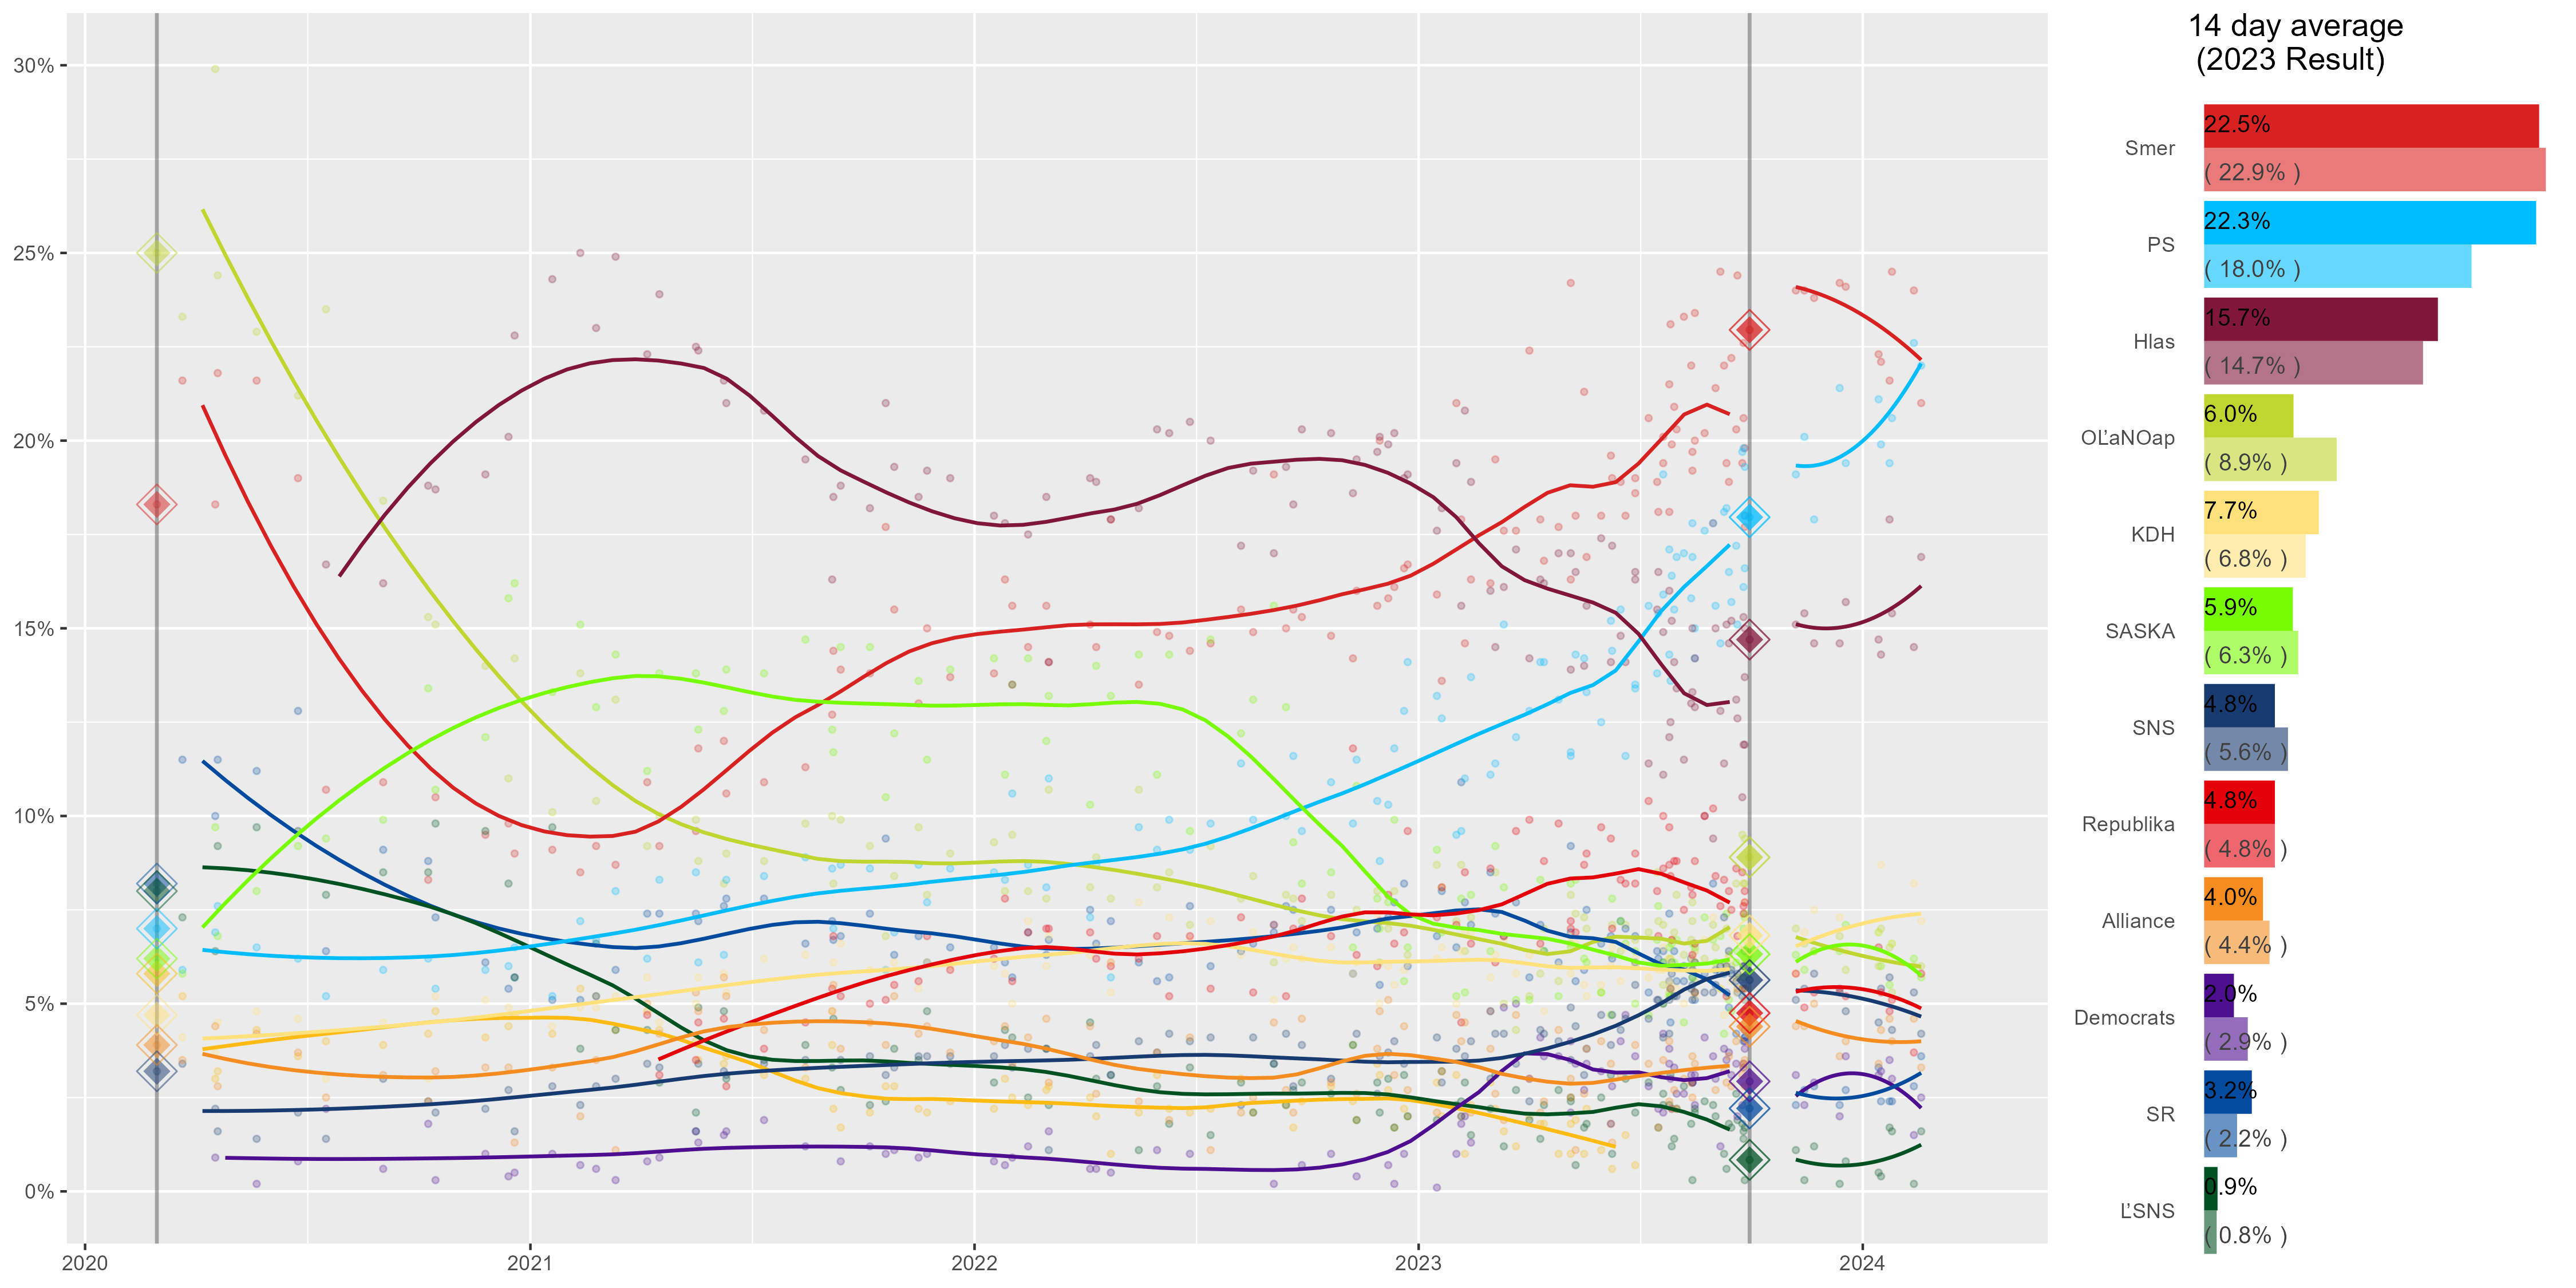 14 day average
(2023 Result)
30%
25%
20%
15%
10%
5%
0%
2020
2021
2022
2023
2024
Smer
22.5%
( 22.9% )
PS
22.3%
( 18.0% )
Hlas
15.7%
( 14.7% )
OĽaNOap
6.0%
( 8.9% )
KDH
7.7%
( 6.8% )
SASKA
5.9%
( 6.3% )
SNS
4.8%
( 5.6% )
Republika
4.8%
( 4.8% )
Alliance
4.0%
( 4.4% )
Democrats
2.0%
( 2.9% )
SR
3.2%
( 2.2% )
ĽSNS
0.9%
( 0.8% )